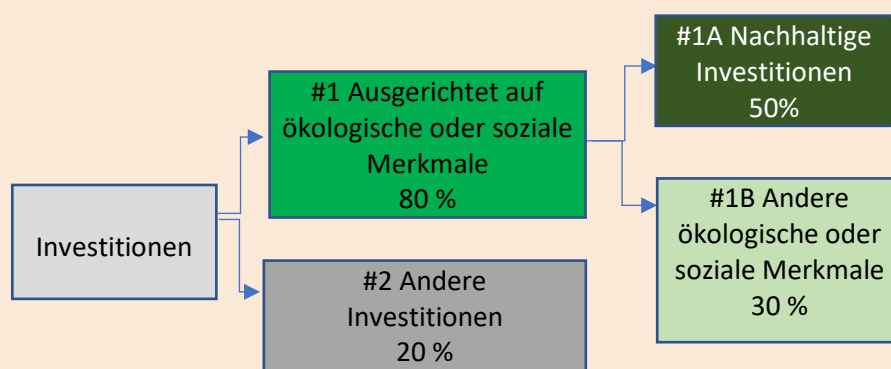 Investitionen
#1 Ausgerichtet auf
ökologische oder soziale
Merkmale
80 %
#2 Andere
Investitionen
20 %
#1A Nachhaltige
Investitionen
50%
#1B Andere
ökologische oder
soziale Merkmale
30 %